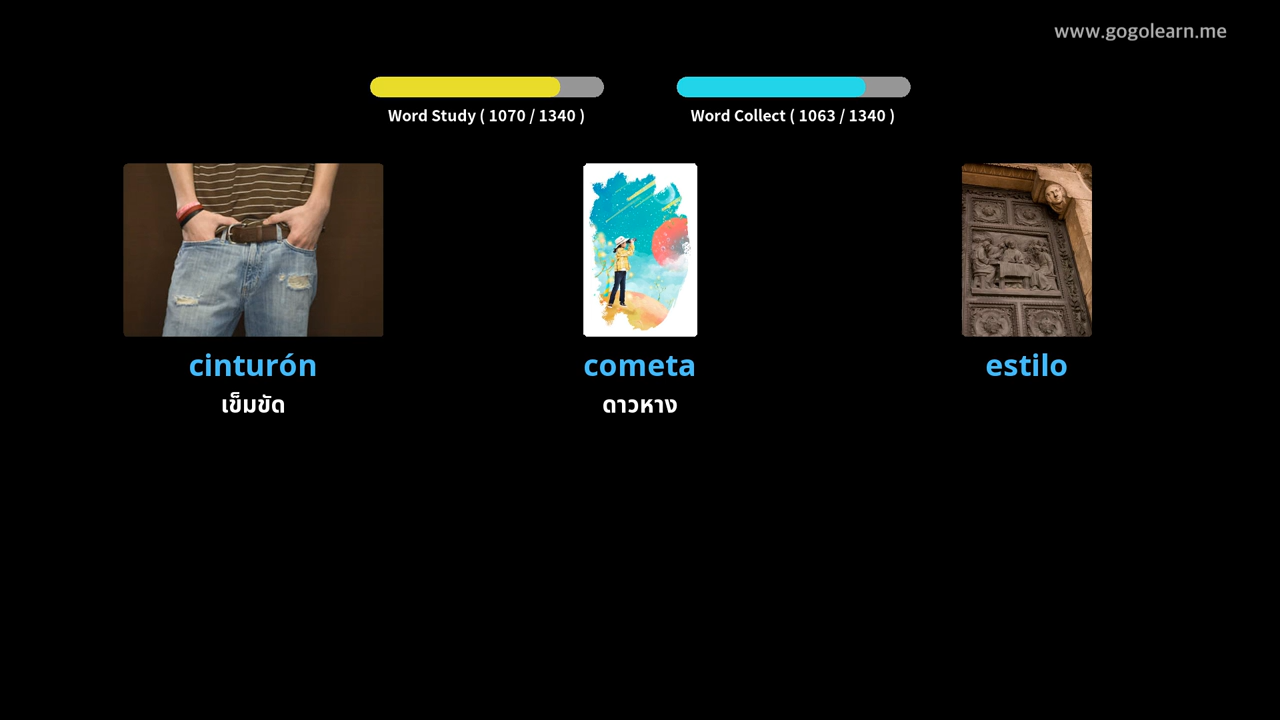 www.gogolearn.me
Word Study ( 1070 / 1340 )
Word Collect ( 1063 / 1340 )
cinturón
เข็มขัด
cometa
ดาวหาง
estilo